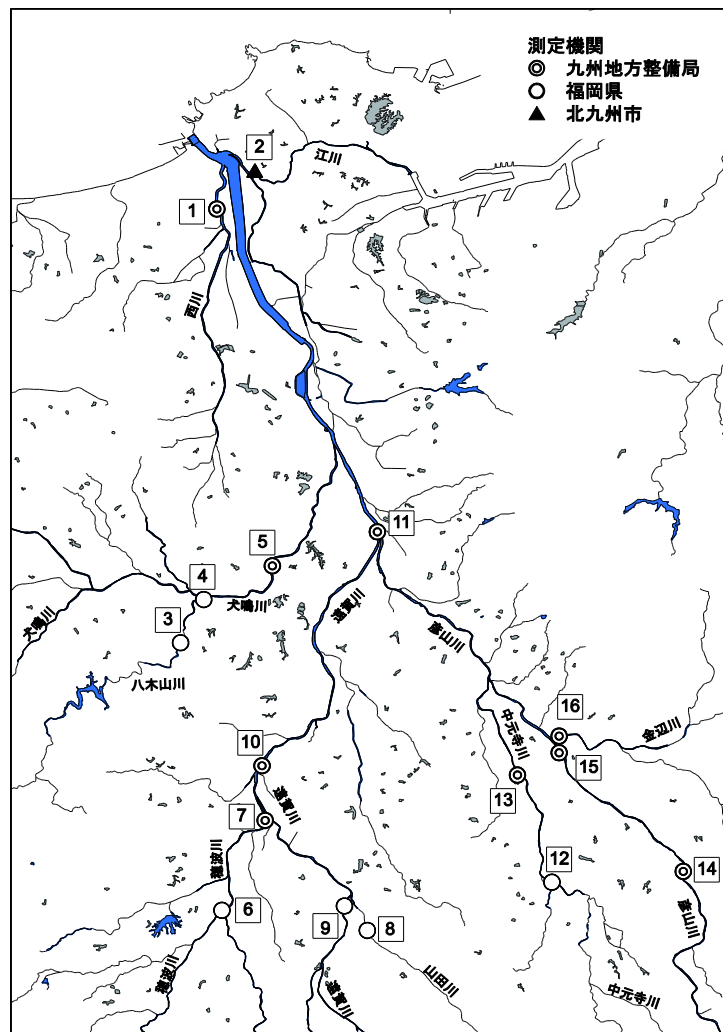 測定機関
◎ 九州地方整備局
○ 福岡県
▲ 北九州市
2
江川
1
西川
11
5
4
犬鳴川
遠賀川
犬鳴川
3
彦山川
八木山川
16
金辺川
中元寺川
10
15
13
遠賀川
7
穂波川
12
14
6
9
8
彦山川
穂波川
遠賀川
山田川
中元寺川